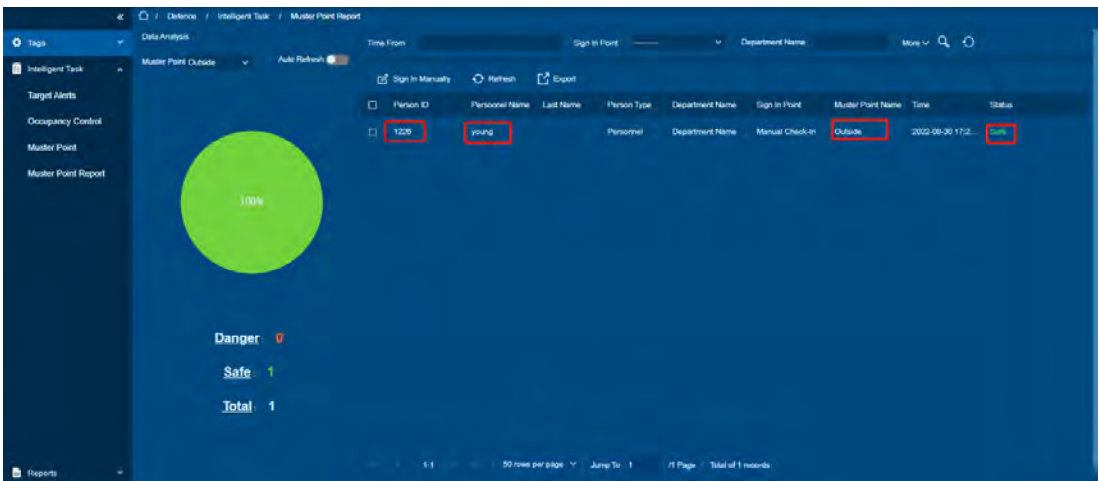 « / Defence / Intelligent Task / Muster Point Report
Tags
Intelligent Task
Target Alerts
Occupancy Control
Muster Point
Muster Point Report
Reports
Data Analysis
Muster Point Outside Auto Refresh
100%
Danger: 0
Safe: 1
Total: 1
Time From Sign In Point ------ Department Name More
Sign In Manually Refresh Export
Person ID Personnel Name Last Name Person Type Department Name Sign In Point Muster Point Name Time Status
1226 young Personnel Department Name Manual Check-In Outside 2022-08-30 17:2...
1-1 50 rows per page Jump To 1 /1 Page Total of 1 records